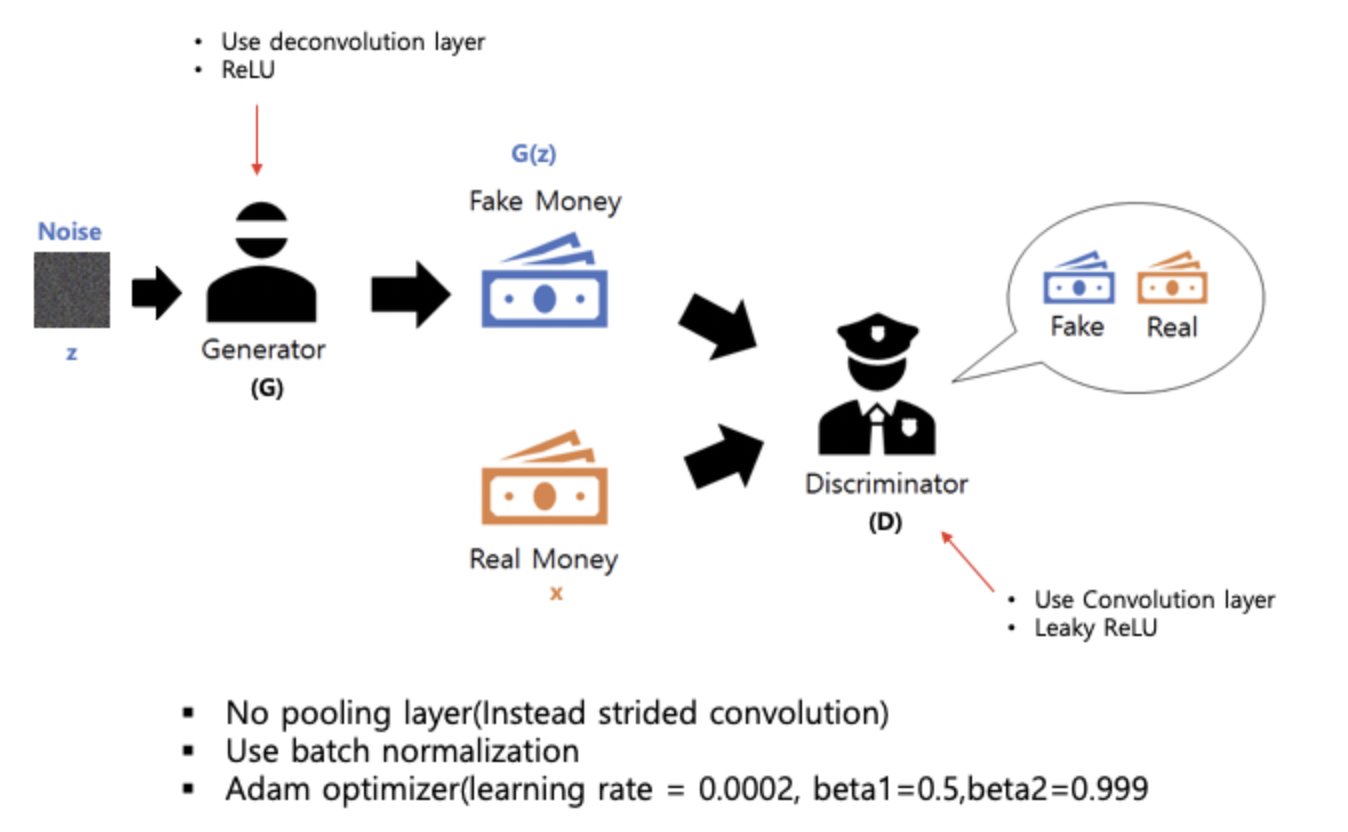 • Use deconvolution layer
• ReLU
G(z)
Fake Money
Noise
z
Generator
(G)
Fake
Real
Discriminator
(D)
Real Money
x
• Use Convolution layer
• Leaky ReLU
▪ No pooling layer(Instead strided convolution)
▪ Use batch normalization
▪ Adam optimizer(learning rate = 0.0002, beta1=0.5,beta2=0.999